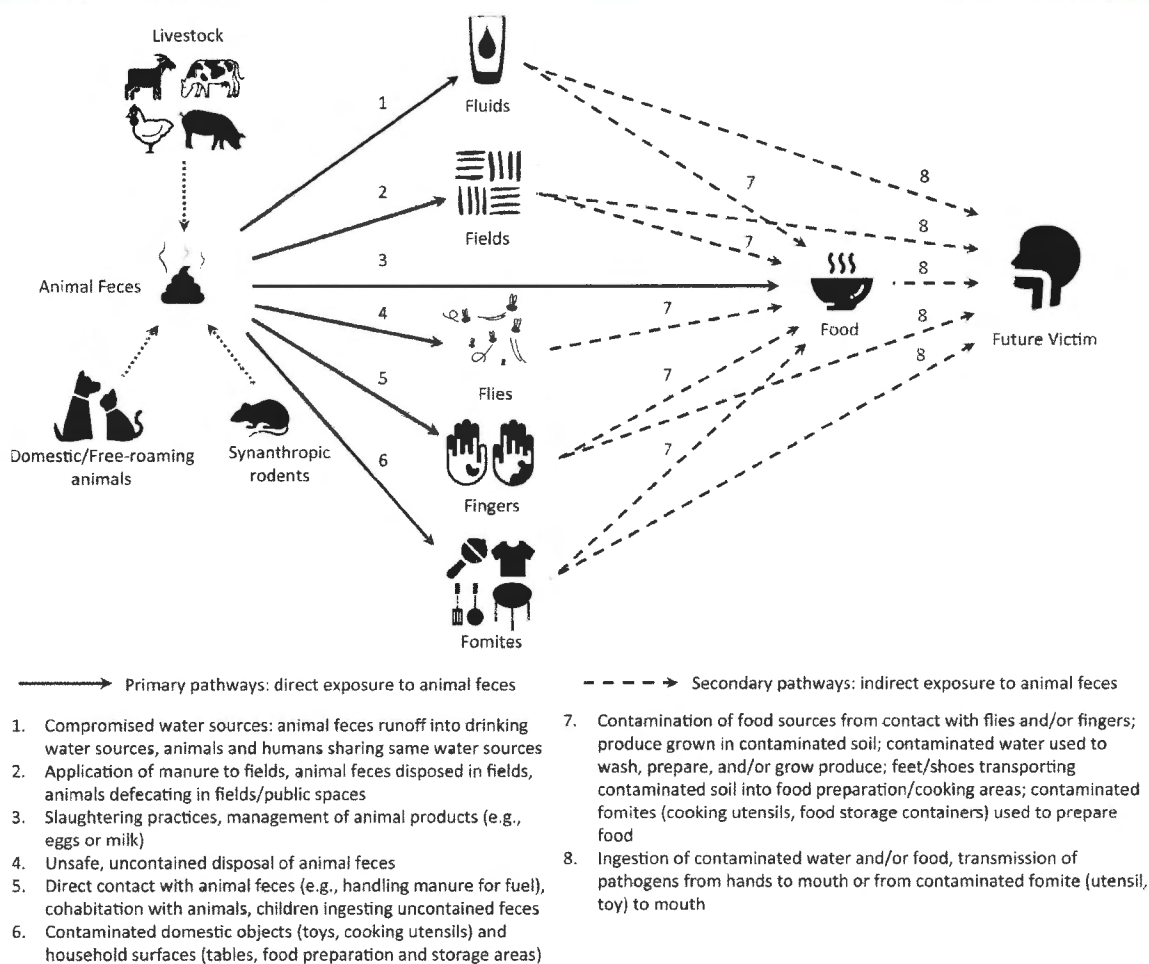 Livestock
Fluids
Fields
Animal Feces
Flies
Food
Future Victim
Domestic/Free-roaming
animals
Synanthropic
rodents
Fingers
Fomites
1
2
3
4
5
6
7
7
7
7
7
8
8
8
8
8
Primary pathways: direct exposure to animal feces
1. Compromised water sources: animal feces runoff into drinking
water sources, animals and humans sharing same water sources
2. Application of manure to fields, animal feces disposed in fields,
animals defecating in fields/public spaces
3. Slaughtering practices, management of animal products (e.g.,
eggs or milk)
4. Unsafe, uncontained disposal of animal feces
5. Direct contact with animal feces (e.g., handling manure for fuel),
cohabitation with animals, children ingesting uncontained feces
6. Contaminated domestic objects (toys, cooking utensils) and
household surfaces (tables, food preparation and storage areas)
Secondary pathways: indirect exposure to animal feces
7. Contamination of food sources from contact with flies and/or fingers;
produce grown in contaminated soil; contaminated water used to
wash, prepare, and/or grow produce; feet/shoes transporting
contaminated soil into food preparation/cooking areas; contaminated
fomites (cooking utensils, food storage containers) used to prepare
food
8. Ingestion of contaminated water and/or food, transmission of
pathogens from hands to mouth or from contaminated fomite (utensil,
toy) to mouth